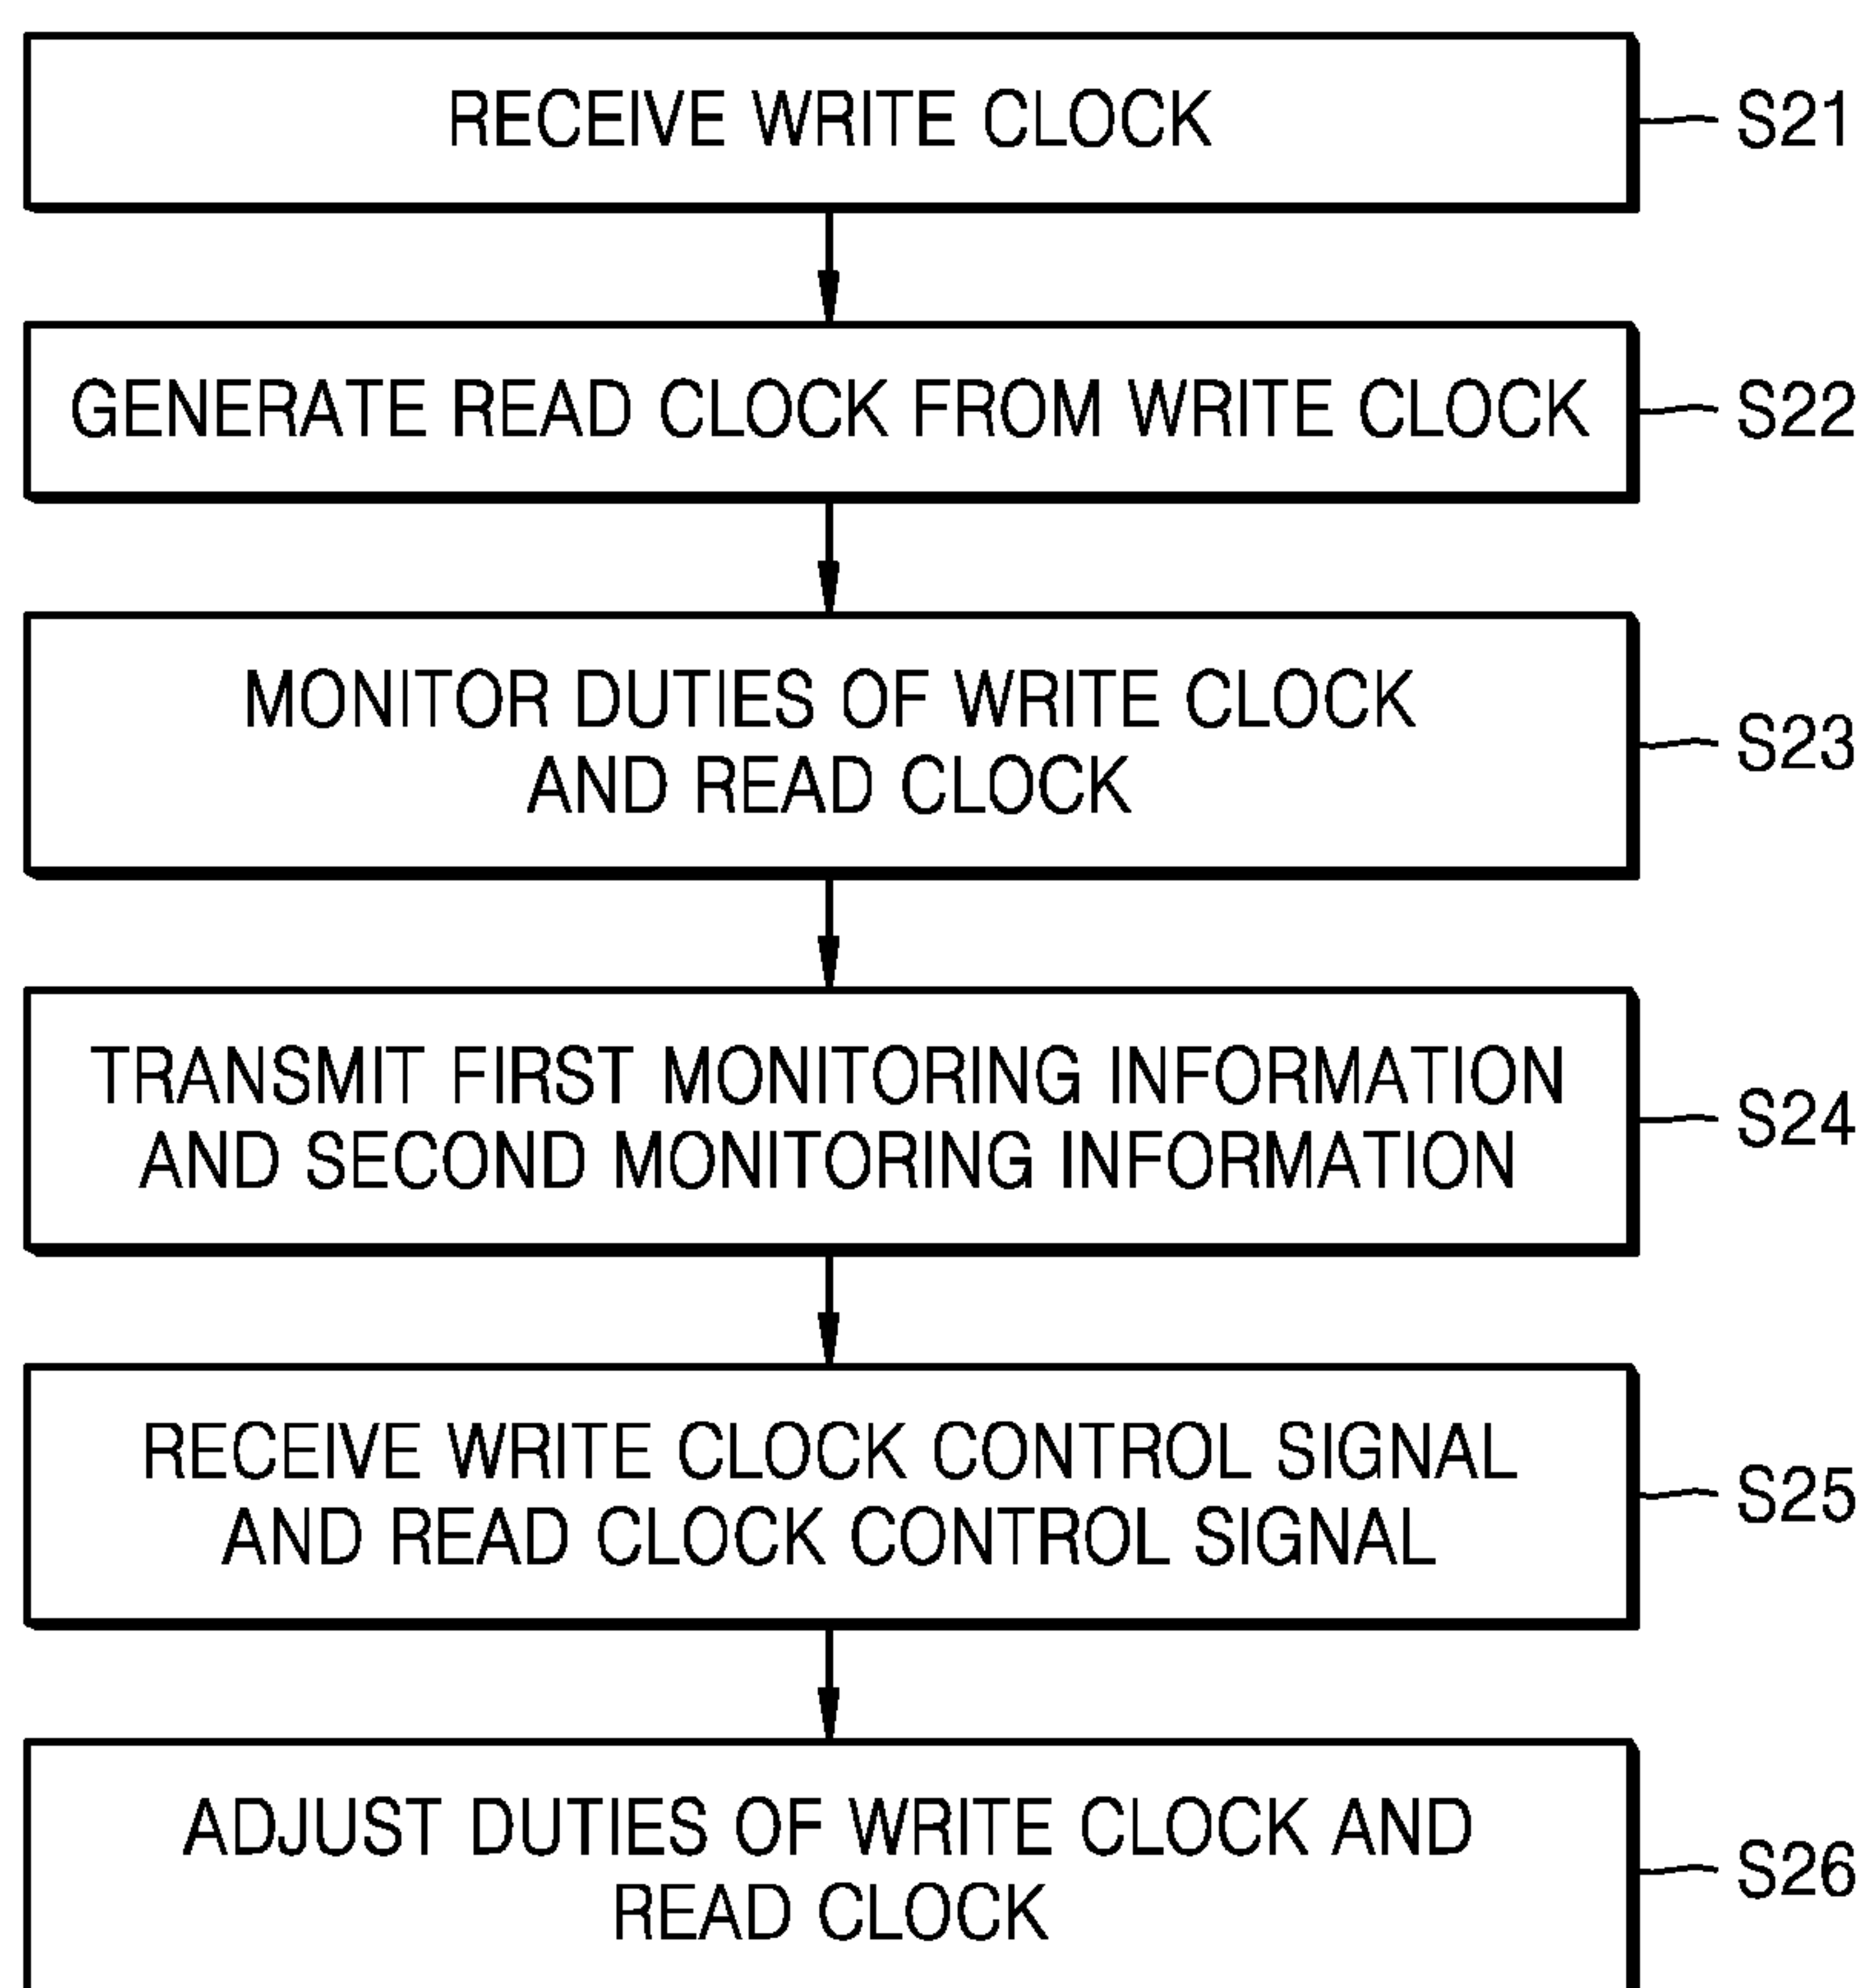 RECEIVE WRITE CLOCK
S21
GENERATE READ CLOCK FROM WRITE CLOCK
S22
MONITOR DUTIES OF WRITE CLOCK
AND READ CLOCK
S23
TRANSMIT FIRST MONITORING INFORMATION
AND SECOND MONITORING INFORMATION
S24
RECEIVE WRITE CLOCK CONTROL SIGNAL
AND READ CLOCK CONTROL SIGNAL
S25
ADJUST DUTIES OF WRITE CLOCK AND
READ CLOCK
S26